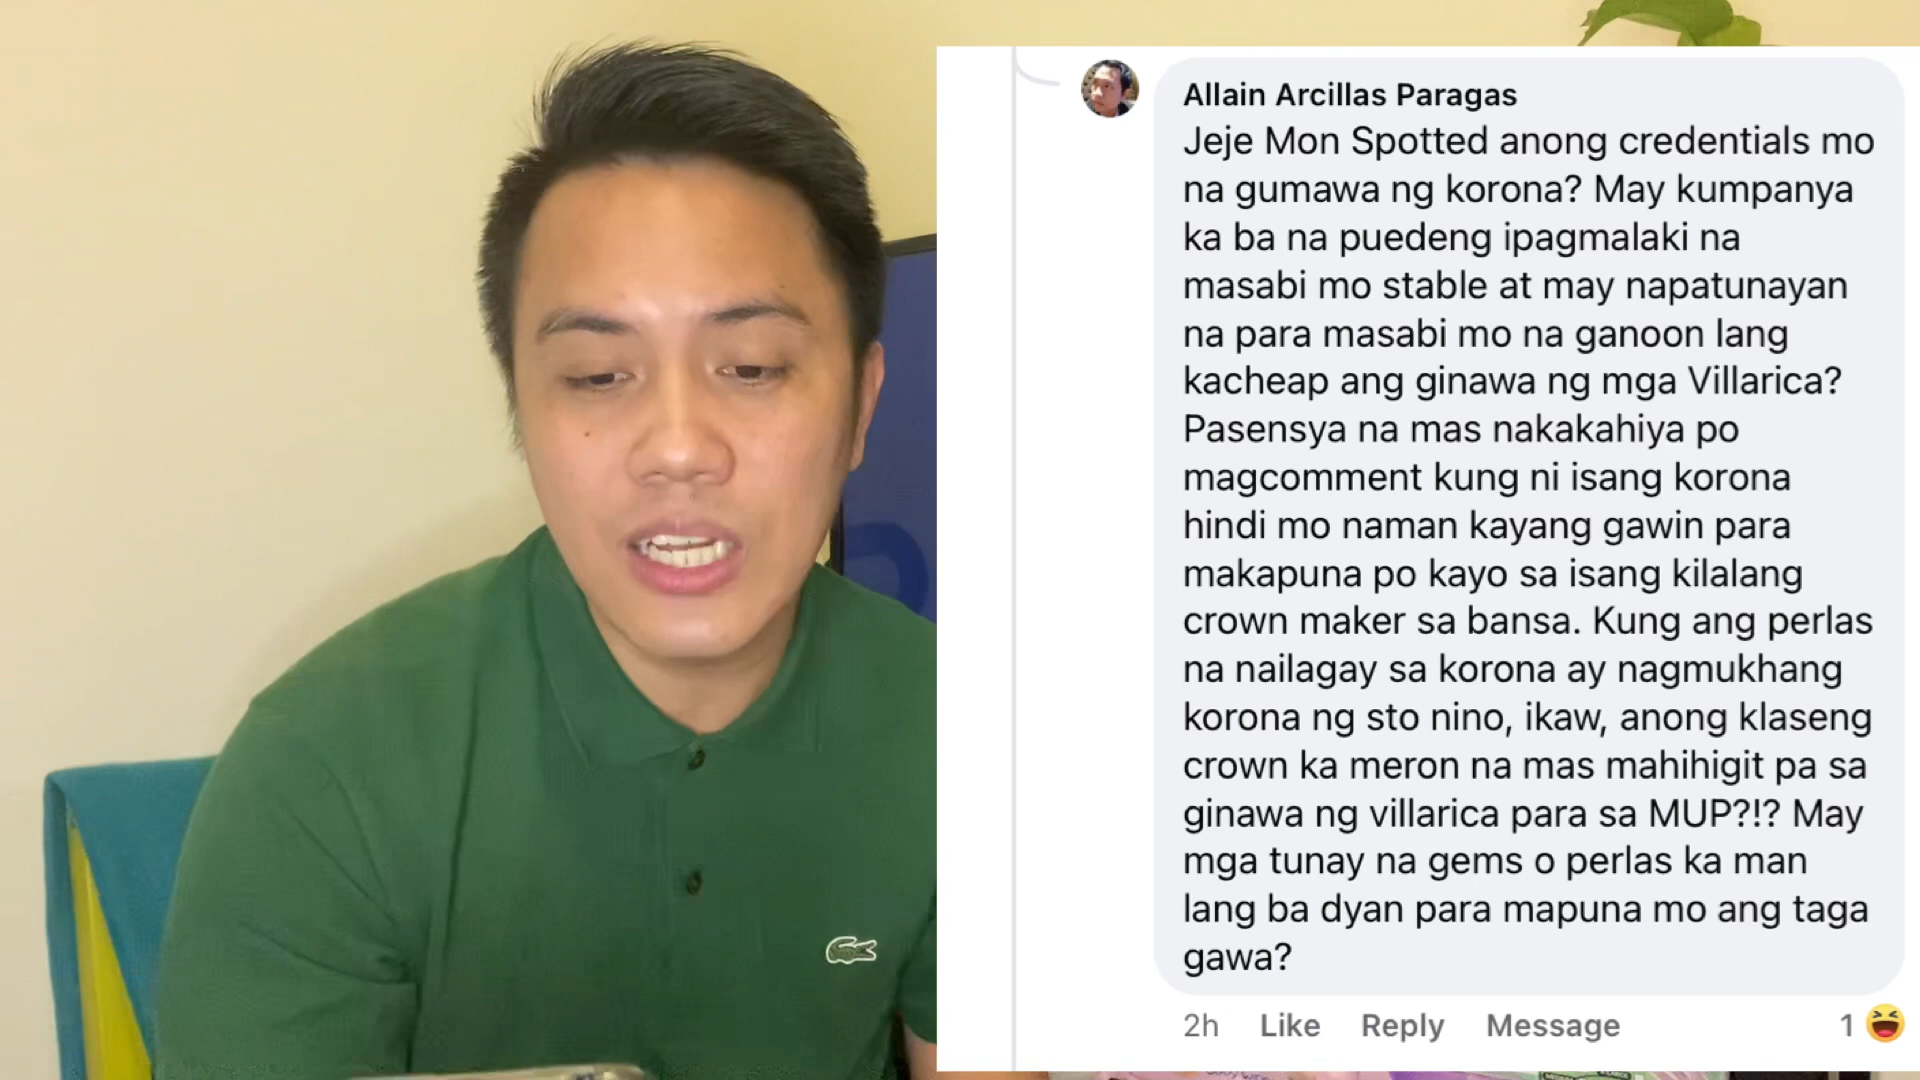 Allain Arcillas Paragas
Jeje Mon Spotted anong credentials mo
na gumawa ng korona? May kumpanya
ka ba na puedeng ipagmalaki na
masabi mo stable at may napatunayan
na para masabi mo na ganoon lang
kacheap ang ginawa ng mga Villarica?
Pasensya na mas nakakahiya po
magcomment kung ni isang korona
hindi mo naman kayang gawin para
makapuna po kayo sa isang kilalang
crown maker sa bansa. Kung ang perlas
na nailagay sa korona ay nagmukhang
korona ng sto nino, ikaw, anong klaseng
crown ka meron na mas mahihigit pa sa
ginawa ng villarica para sa MUP?!? May
mga tunay na gems o perlas ka man
lang ba dyan para mapuna mo ang taga
gawa?
2h Like Reply Message 1